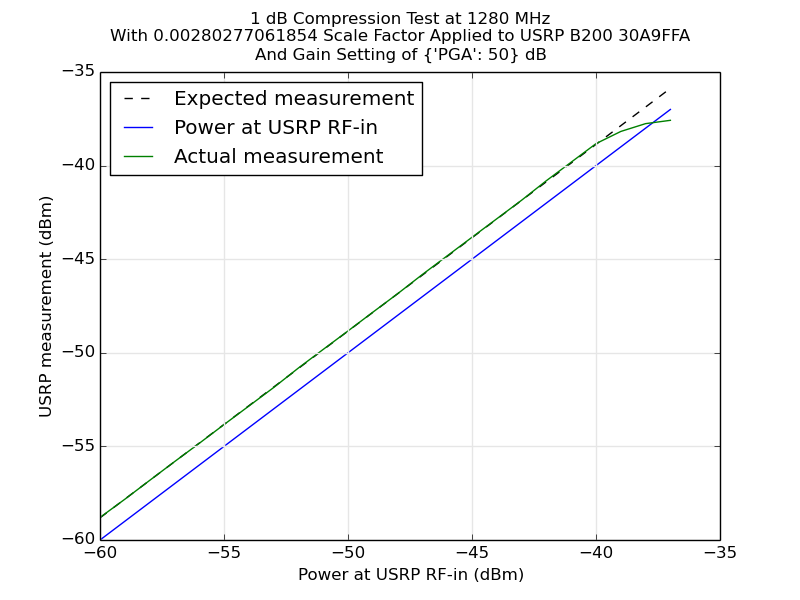 1 dB Compression Test at 1280 MHz
With 0.00280277061854 Scale Factor Applied to USRP B200 30A9FFA
And Gain Setting of {'PGA': 50} dB
Expected measurement
Power at USRP RF-in
Actual measurement
USRP measurement (dBm)
−35
−40
−45
−50
−55
−60
−60 −55 −50 −45 −40 −35
Power at USRP RF-in (dBm)